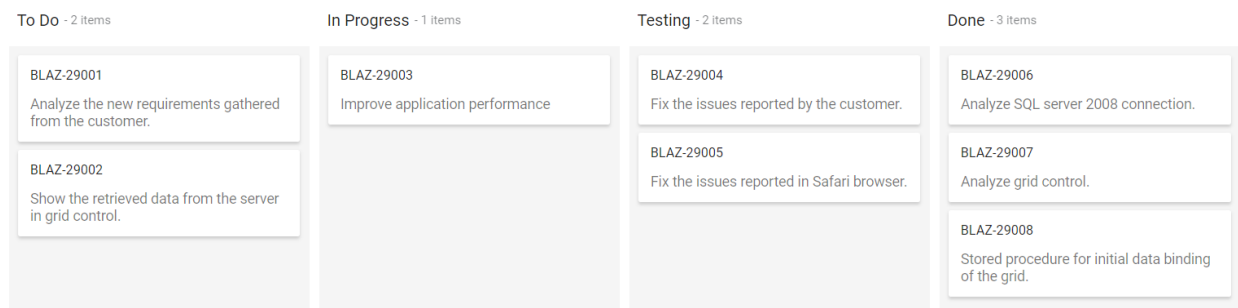 To Do - 2 items
BLAZ-29001
Analyze the new requirements gathered
from the customer.
BLAZ-29002
Show the retrieved data from the server
in grid control.
In Progress - 1 items
BLAZ-29003
Improve application performance
Testing - 2 items
BLAZ-29004
Fix the issues reported by the customer.
BLAZ-29005
Fix the issues reported in Safari browser.
Done - 3 items
BLAZ-29006
Analyze SQL server 2008 connection.
BLAZ-29007
Analyze grid control.
BLAZ-29008
Stored procedure for initial data binding
of the grid.